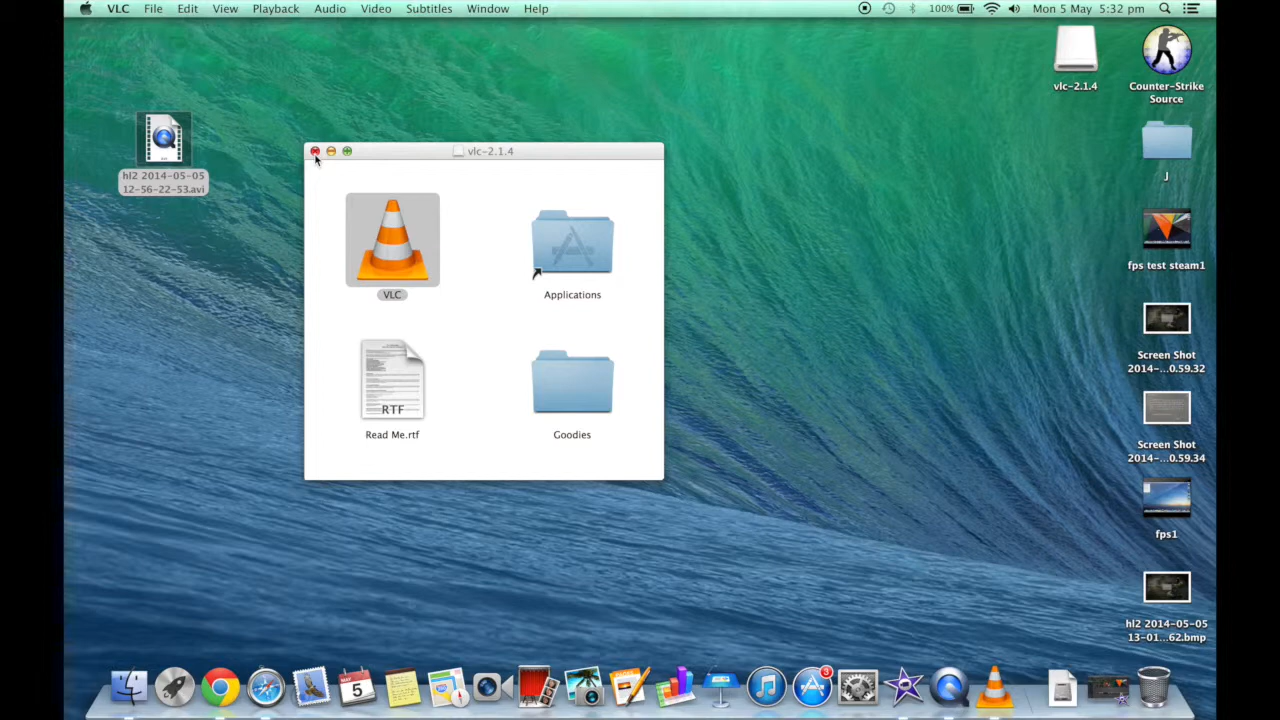 VLC File Edit View Playback Audio Video Subtitles Window Help 100% Mon 5 May 5:32 pm
vlc-2.1.4
Counter-Strike
Source
hl2 2014-05-05
12-56-22-53.avi
vlc-2.1.4
VLC
Applications
RTF
Read Me.rtf
Goodies
J
fps test steam1
Screen Shot
2014-...0.59.32
Screen Shot
2014-...0.59.34
fps1
hl2 2014-05-05
13-01...62.bmp
MAY
5
3